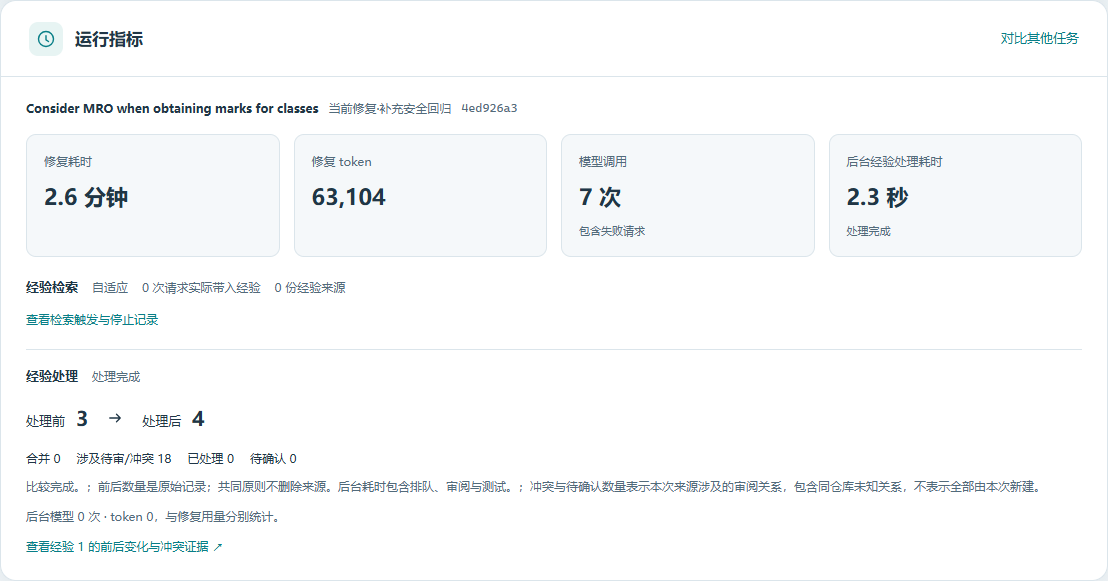 运行指标
对比其他任务
Consider MRO when obtaining marks for classes 当前修复·补充安全回归 4ed926a3
修复耗时
2.6 分钟
修复 token
63,104
模型调用
7 次
包含失败请求
后台经验处理耗时
2.3 秒
处理完成
经验检索 自适应 0 次请求实际带入经验 0 份经验来源
查看检索触发与停止记录
经验处理 处理完成
处理前 3 → 处理后 4
合并 0 涉及待审/冲突 18 已处理 0 待确认 0
比较完成。；前后数量是原始记录；共同原则不删除来源。后台耗时包含排队、审阅与测试。；冲突与待确认数量表示本次来源涉及的审阅关系，包含同仓库未知关系，不表示全部由本次新建。
后台模型 0 次 · token 0，与修复用量分别统计。
查看经验 1 的前后变化与冲突证据 ↗